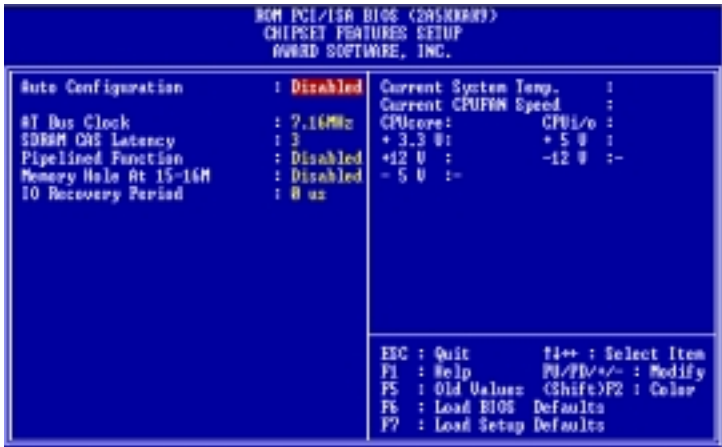 ROM PCI/ISA BIOS (2A5KKAK9)
CHIPSET FEATURES SETUP
AWARD SOFTWARE, INC.
Auto Configuration : Disabled
AT Bus Clock : 7.16MHz
SDRAM CAS Latency : 3
Pipelined Function : Disabled
Memory Hole At 15-16M : Disabled
IO Recovery Period : 0 us
Current System Temp. :
Current CPUFAN Speed :
CPUcore: CPUi/o :
+ 3.3 V: + 5 V :
+12 V : -12 V :-
- 5 V :-
ESC : Quit ↑↓→← : Select Item
F1 : Help PU/PD/+/- : Modify
F5 : Old Values (Shift)F2 : Color
F6 : Load BIOS Defaults
F7 : Load Setup Defaults